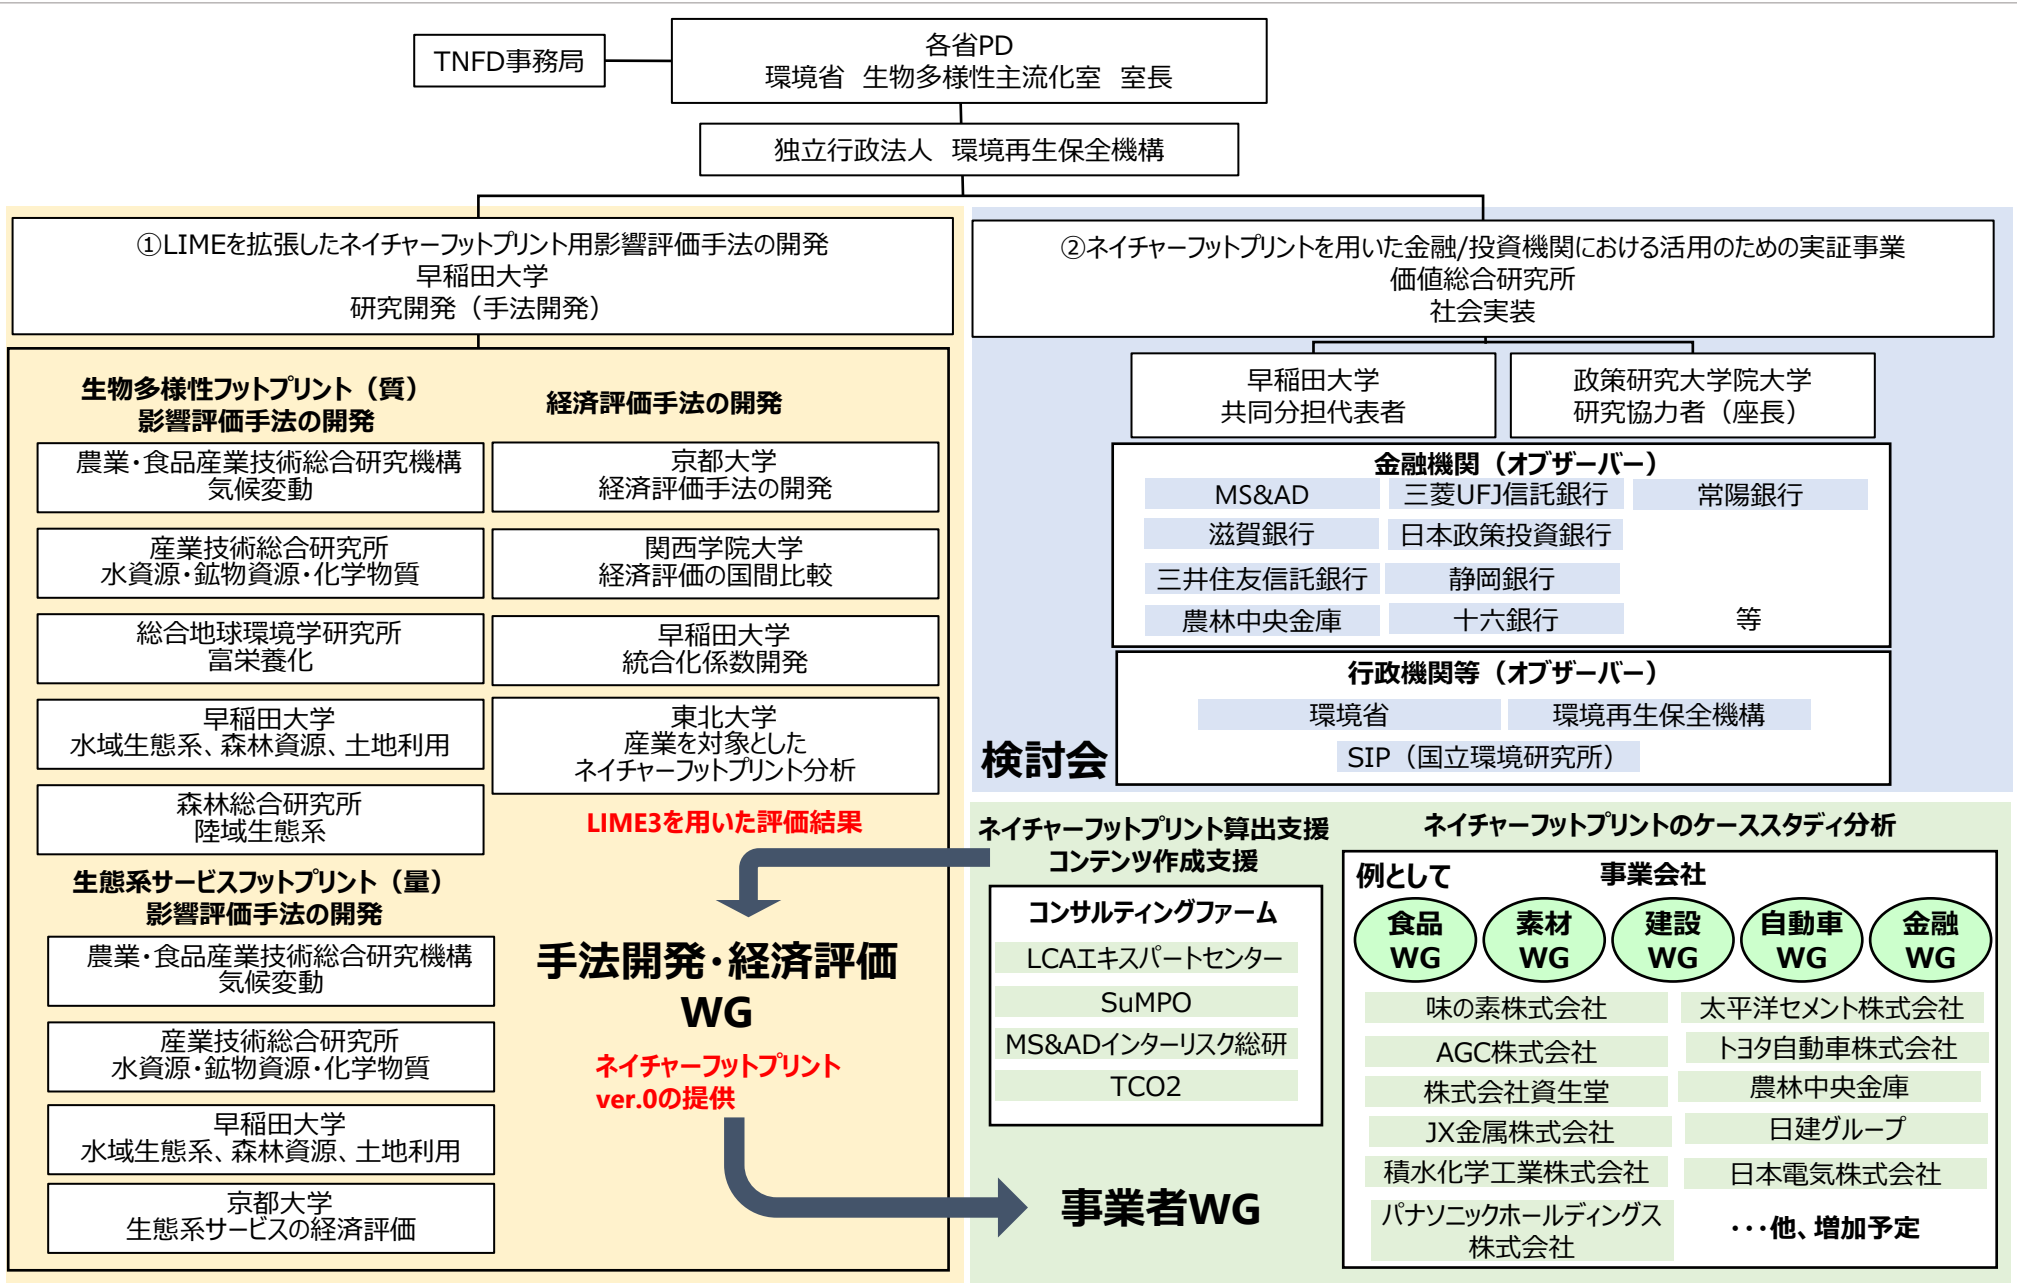 TNFD事務局
各省PD
環境省　生物多様性主流化室　室長
独立行政法人　環境再生保全機構
①LIMEを拡張したネイチャーフットプリント用影響評価手法の開発
早稲田大学
研究開発（手法開発）
生物多様性フットプリント（質）
影響評価手法の開発
農業・食品産業技術総合研究機構
気候変動
産業技術総合研究所
水資源・鉱物資源・化学物質
総合地球環境学研究所
富栄養化
早稲田大学
水域生態系、森林資源、土地利用
森林総合研究所
陸域生態系
生態系サービスフットプリント（量）
影響評価手法の開発
農業・食品産業技術総合研究機構
気候変動
産業技術総合研究所
水資源・鉱物資源・化学物質
早稲田大学
水域生態系、森林資源、土地利用
京都大学
生態系サービスの経済評価
経済評価手法の開発
京都大学
経済評価手法の開発
関西学院大学
経済評価の国間比較
早稲田大学
統合化係数開発
東北大学
産業を対象とした
ネイチャーフットプリント分析
LIME3を用いた評価結果
手法開発・経済評価
WG
ネイチャーフットプリント
ver.0の提供
②ネイチャーフットプリントを用いた金融/投資機関における活用のための実証事業
価値総合研究所
社会実装
早稲田大学
共同分担代表者
政策研究大学院大学
研究協力者（座長）
金融機関（オブザーバー）
MS&AD
三菱UFJ信託銀行
常陽銀行
滋賀銀行
日本政策投資銀行
三井住友信託銀行
静岡銀行
農林中央金庫
十六銀行
等
行政機関等（オブザーバー）
環境省
環境再生保全機構
SIP（国立環境研究所）
検討会
ネイチャーフットプリント算出支援
コンテンツ作成支援
コンサルティングファーム
LCAエキスパートセンター
SuMPO
MS&ADインターリスク総研
TCO2
事業者WG
ネイチャーフットプリントのケーススタディ分析
例として
事業会社
食品
WG
素材
WG
建設
WG
自動車
WG
金融
WG
味の素株式会社
太平洋セメント株式会社
AGC株式会社
トヨタ自動車株式会社
株式会社資生堂
農林中央金庫
JX金属株式会社
日建グループ
積水化学工業株式会社
日本電気株式会社
パナソニックホールディングス
株式会社
・・・他、増加予定